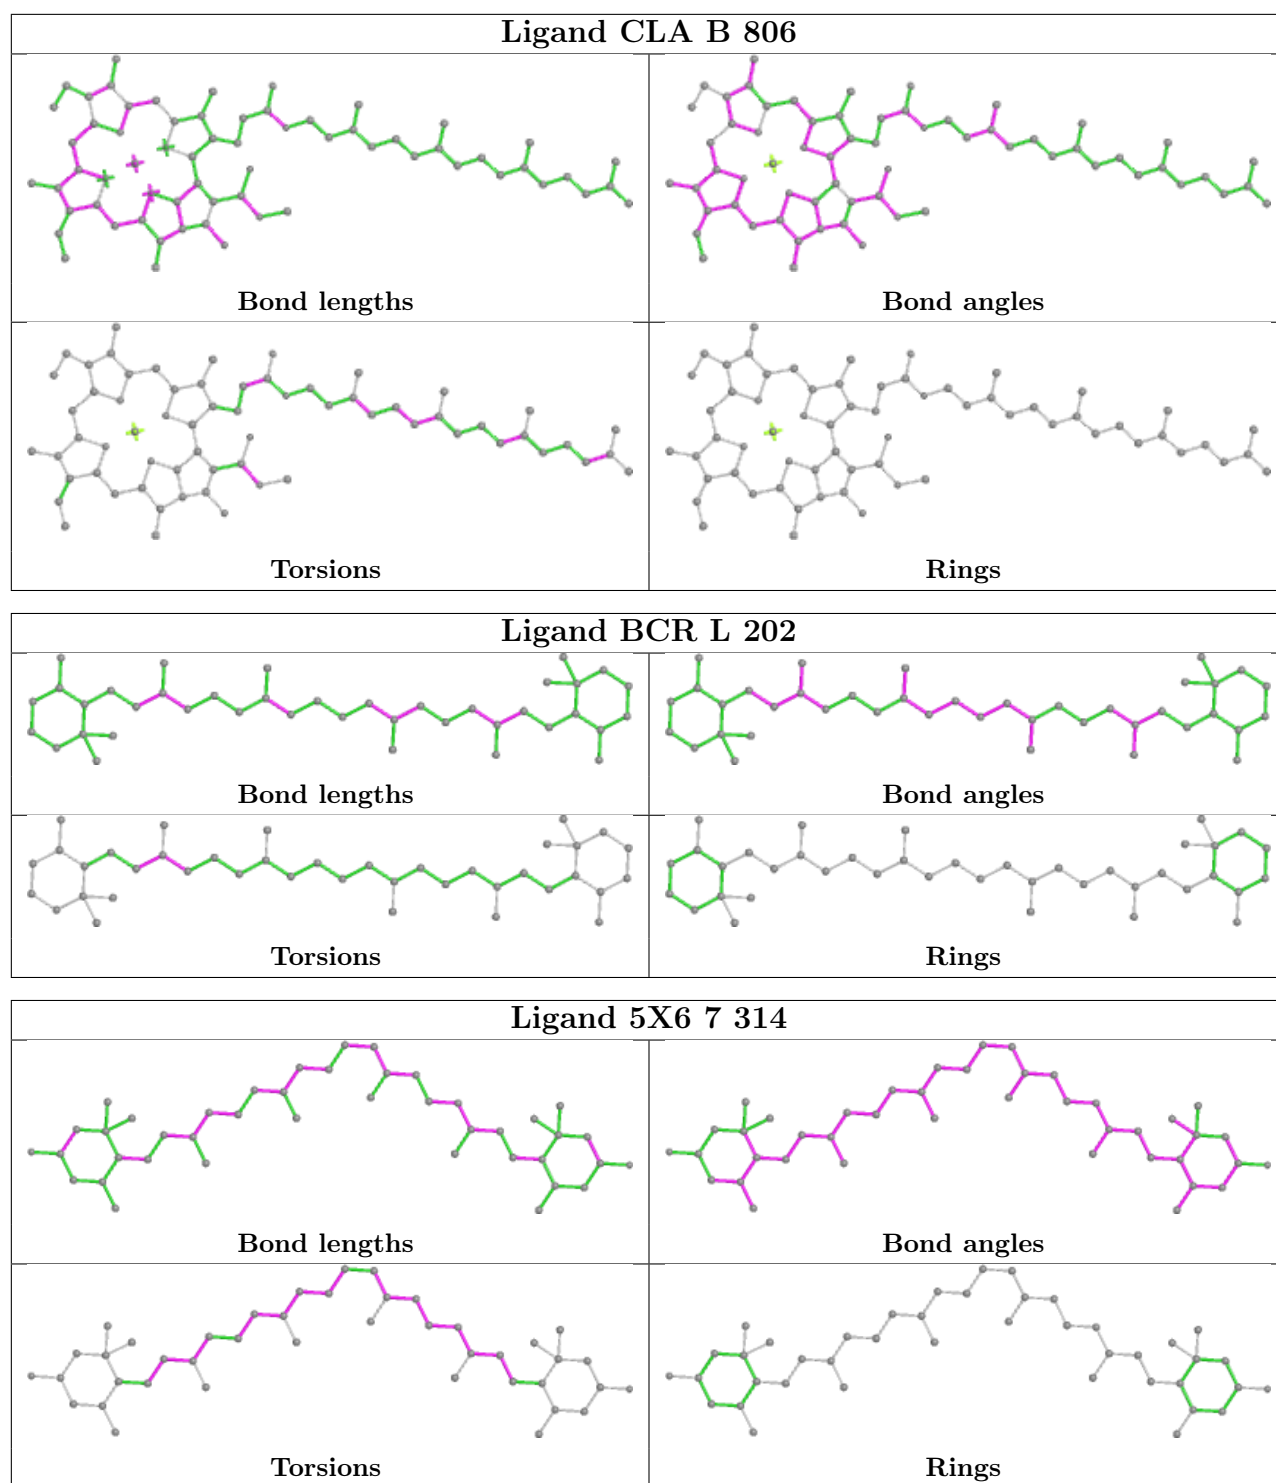 Ligand CLA B 806
Bond lengths
Bond angles
Torsions
Rings
Ligand BCR L 202
Bond lengths
Bond angles
Torsions
Rings
Ligand 5X6 7 314
Bond lengths
Bond angles
Torsions
Rings